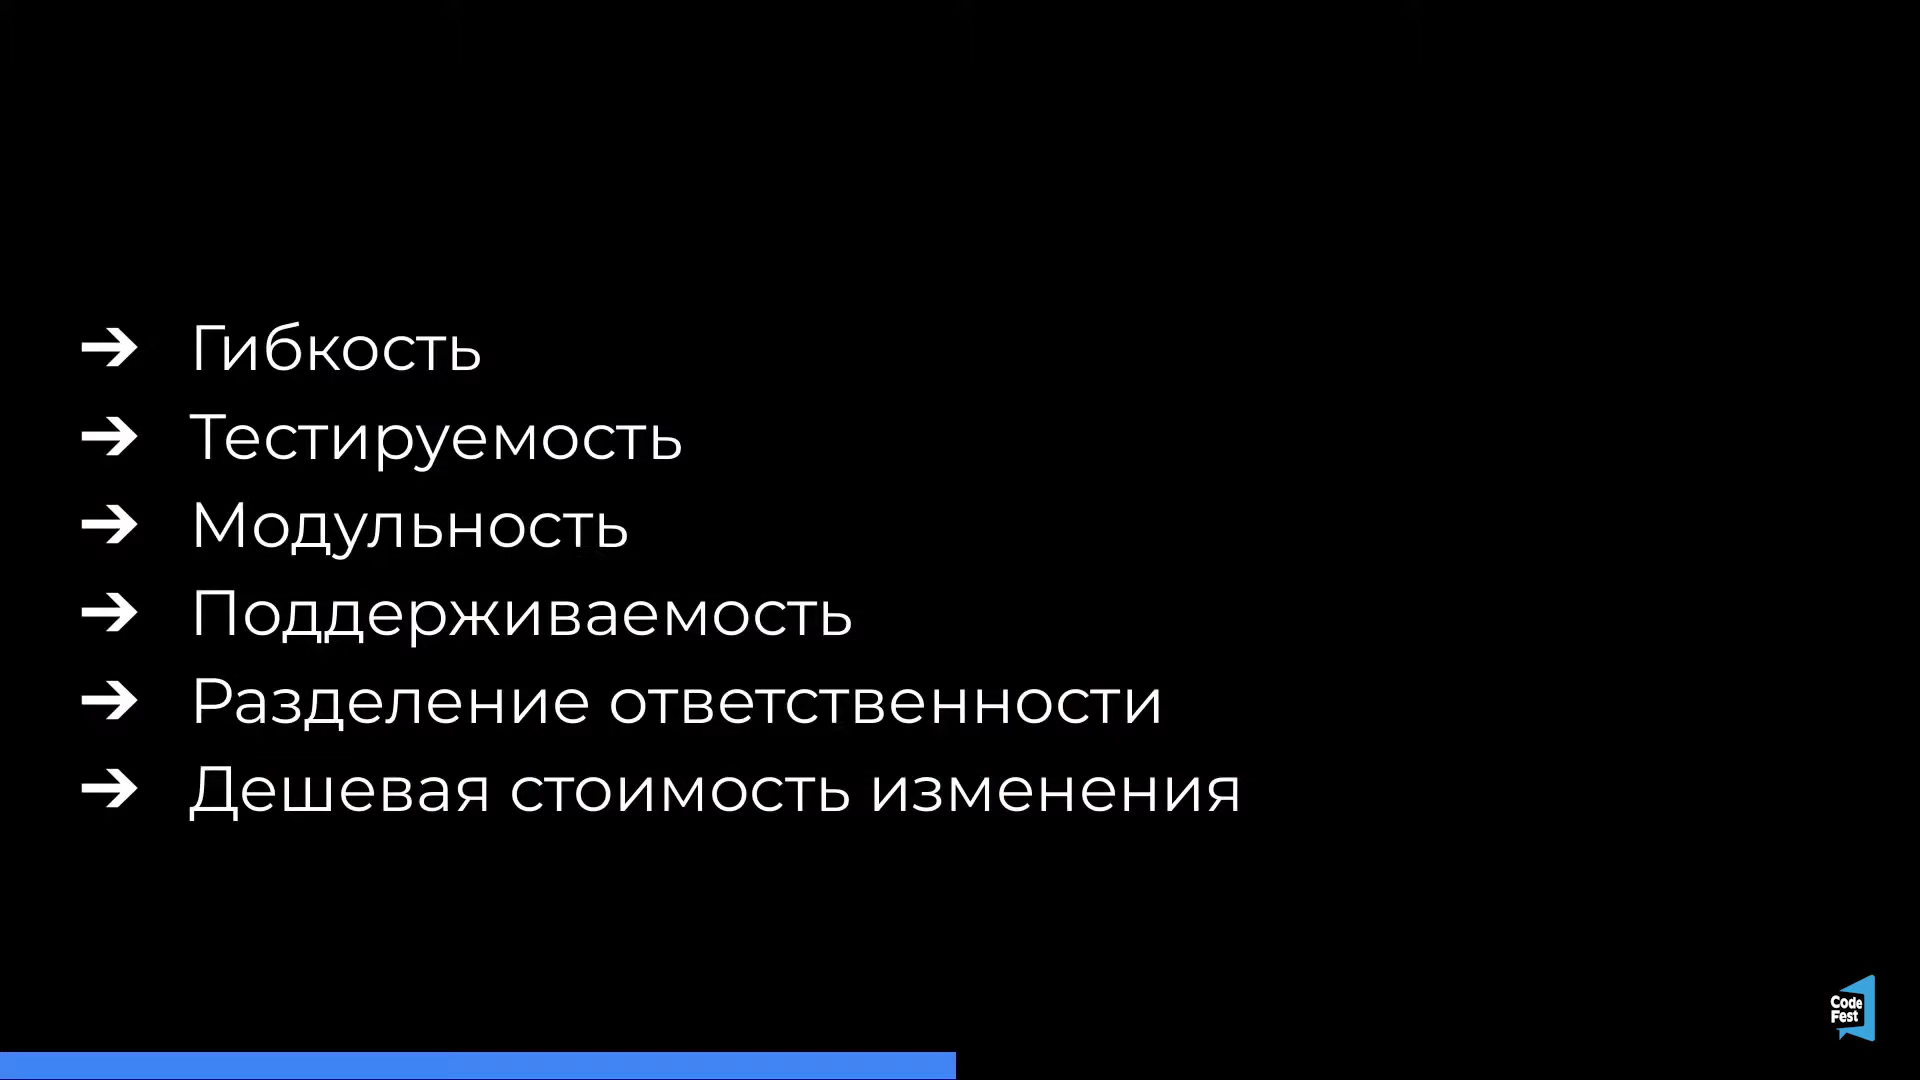 ➔ Гибкость
➔ Тестируемость
➔ Модульность
➔ Поддерживаемость
➔ Разделение ответственности
➔ Дешевая стоимость изменения
Code
Fest